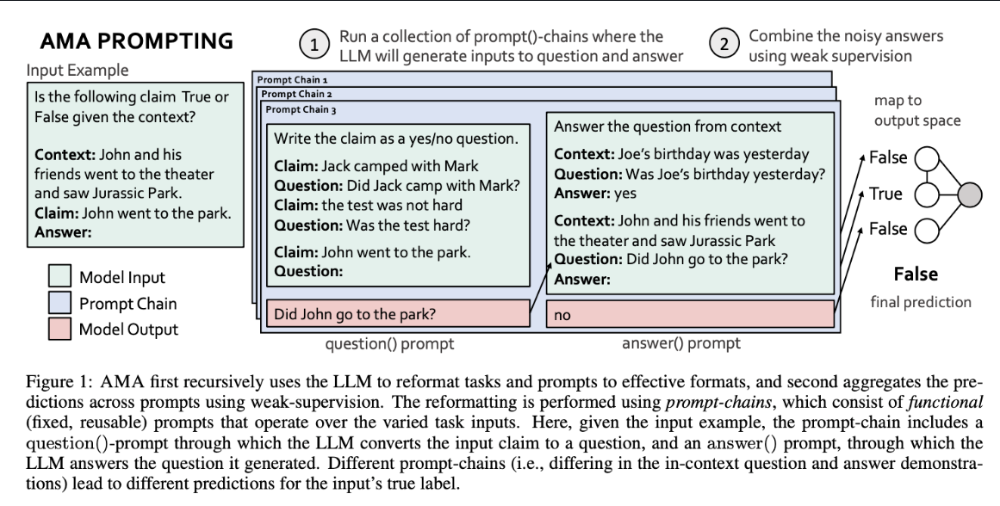 AMA PROMPTING
1 Run a collection of prompt()-chains where the
LLM will generate inputs to question and answer
2 Combine the noisy answers
using weak supervision
Input Example
Is the following claim True or
False given the context?
Context: John and his
friends went to the theater
and saw Jurassic Park.
Claim: John went to the park.
Answer:
Model Input
Prompt Chain
Model Output
Prompt Chain 1
Prompt Chain 2
Prompt Chain 3
Write the claim as a yes/no question.
Claim: Jack camped with Mark
Question: Did Jack camp with Mark?
Claim: the test was not hard
Question: Was the test hard?
Claim: John went to the park.
Question:
Did John go to the park?
question() prompt
Answer the question from context
Context: Joe’s birthday was yesterday
Question: Was Joe’s birthday yesterday?
Answer: yes
Context: John and his friends went to
the theater and saw Jurassic Park
Question: Did John go to the park?
Answer:
no
answer() prompt
map to
output space
False
True
False
False
final prediction
Figure 1: AMA first recursively uses the LLM to reformat tasks and prompts to effective formats, and second aggregates the pre-
dictions across prompts using weak-supervision. The reformatting is performed using prompt-chains, which consist of functional
(fixed, reusable) prompts that operate over the varied task inputs. Here, given the input example, the prompt-chain includes a
question()-prompt through which the LLM converts the input claim to a question, and an answer() prompt, through which the
LLM answers the question it generated. Different prompt-chains (i.e., differing in the in-context question and answer demonstra-
tions) lead to different predictions for the input’s true label.